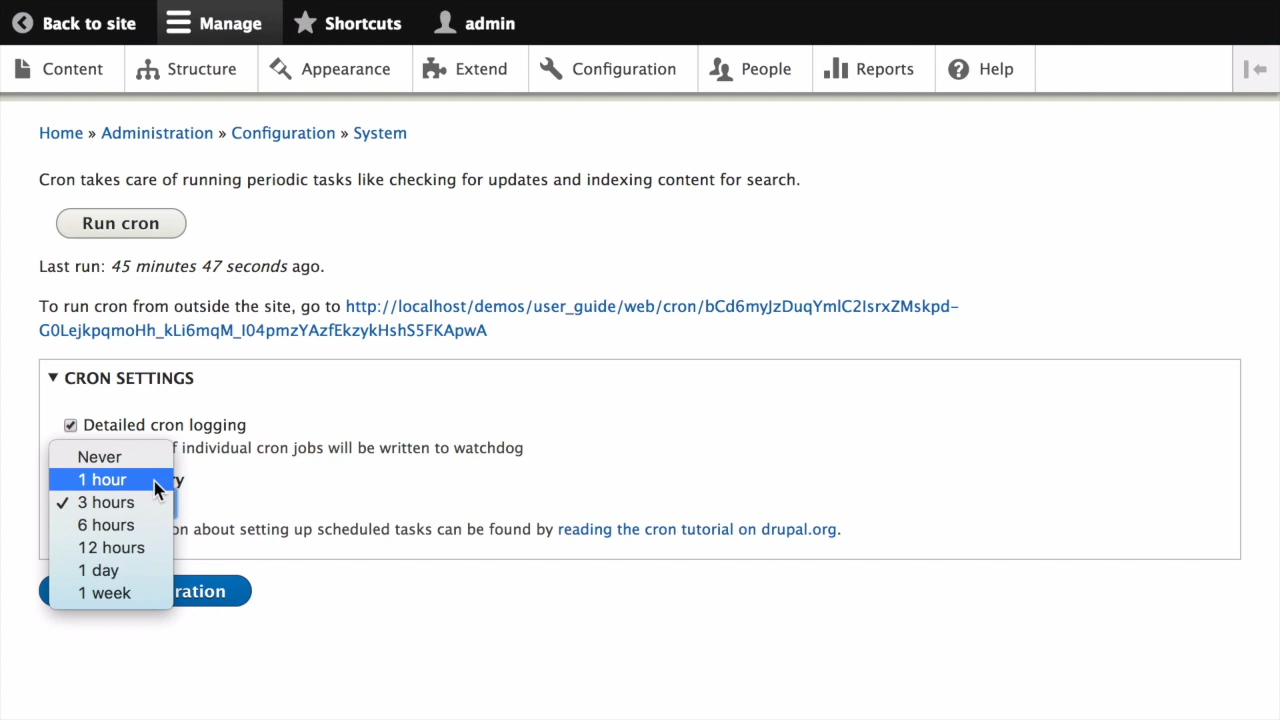 Back to site Manage Shortcuts admin
Content Structure Appearance Extend Configuration People Reports Help
Home » Administration » Configuration » System
Cron takes care of running periodic tasks like checking for updates and indexing content for search.
Run cron
Last run: 45 minutes 47 seconds ago.
To run cron from outside the site, go to http://localhost/demos/user_guide/web/cron/bCd6myJzDuqYmlC2IsrxZMskpd-
G0LejkpqmoHh_kLi6mqM_I04pmzYAzfEkzykHshS5FKApwA
▼ CRON SETTINGS
Detailed cron logging
individual cron jobs will be written to watchdog
Never
1 hour
✓ 3 hours
6 hours
about setting up scheduled tasks can be found by reading the cron tutorial on drupal.org.
12 hours
1 day
1 week